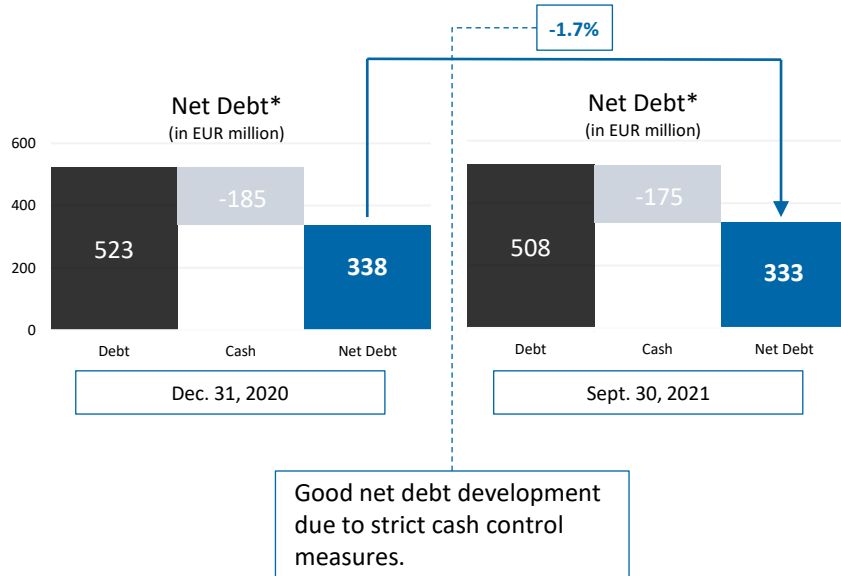 -1.7%
Net Debt*
(in EUR million)
600
400
200
0
523
-185
338
Debt Cash Net Debt
Dec. 31, 2020
Net Debt*
(in EUR million)
508
-175
333
Debt Cash Net Debt
Sept. 30, 2021
Good net debt development
due to strict cash control
measures.